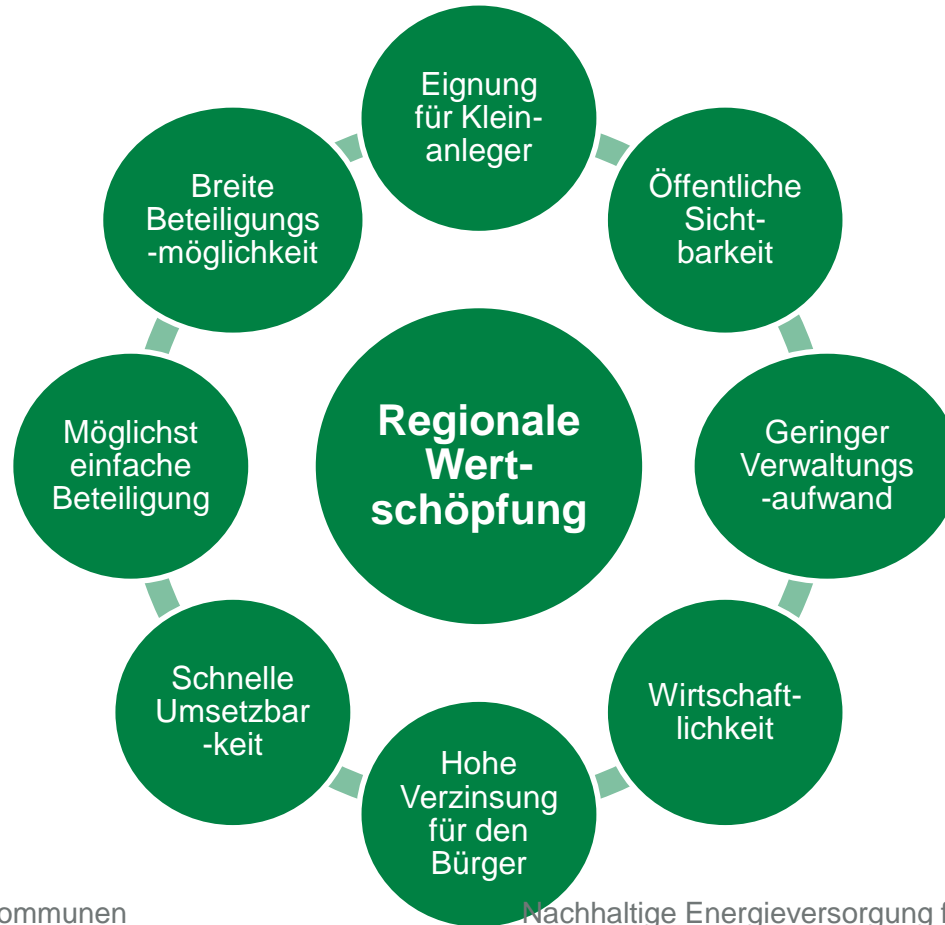 Eignung
für Klein-
anleger
Öffentliche
Sicht-
barkeit
Geringer
Verwaltungs
-aufwand
Wirtschaft-
lichkeit
Hohe
Verzinsung
für den
Bürger
Schnelle
Umsetzbar
-keit
Möglichst
einfache
Beteiligung
Breite
Beteiligungs
-möglichkeit
Regionale
Wert-
schöpfung
ommunen
Nachhaltige Energieversorgung f